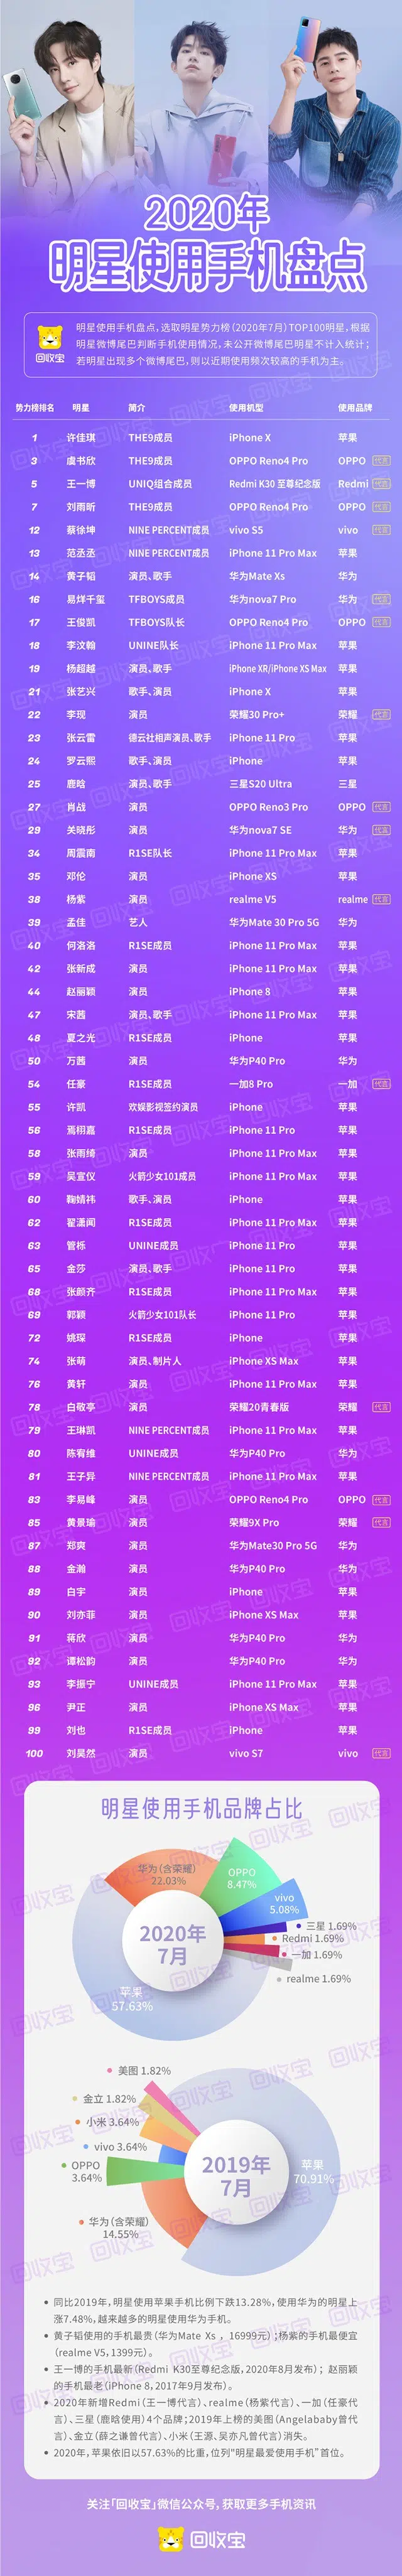 2020年
明星使用手机盘点
回收宝
明星使用手机盘点,选取明星势力榜(2020年7月)TOP100明星,根据
明星微博尾巴判断手机使用情况,未公开微博尾巴明星不计入统计;
若明星出现多个微博尾巴,则以近期使用频次较高的手机为主。
势力榜排名 明星 简介 使用机型 使用品牌
1 许佳琪 THE9成员 iPhone X 苹果
3 虞书欣 THE9成员 OPPO Reno4 Pro OPPO 代言
5 王一博 UNIQ组合成员 Redmi K30 至尊纪念版 Redmi 代言
7 刘雨昕 THE9成员 OPPO Reno4 Pro OPPO 代言
12 蔡徐坤 NINE PERCENT成员 vivo S5 vivo 代言
13 范丞丞 NINE PERCENT成员 iPhone 11 Pro Max 苹果
14 黄子韬 演员、歌手 华为Mate Xs 华为
16 易烊千玺 TFBOYS成员 华为nova7 Pro 华为 代言
17 王俊凯 TFBOYS队长 OPPO Reno4 Pro OPPO 代言
18 李汶翰 UNINE队长 iPhone 11 Pro Max 苹果
19 杨超越 演员、歌手 iPhone XR/iPhone XS Max 苹果
21 张艺兴 歌手、演员 iPhone X 苹果
22 李现 演员 荣耀30 Pro+ 荣耀 代言
23 张云雷 德云社相声演员、歌手 iPhone 11 Pro 苹果
24 罗云熙 歌手、演员 iPhone 苹果
25 鹿晗 演员、歌手 三星S20 Ultra 三星
27 肖战 演员 OPPO Reno3 Pro OPPO 代言
29 关晓彤 演员 华为nova7 SE 华为 代言
34 周震南 R1SE队长 iPhone 11 Pro Max 苹果
35 邓伦 演员 iPhone XS 苹果
38 杨紫 演员 realme V5 realme 代言
39 孟佳 艺人 华为Mate 30 Pro 5G 华为
40 何洛洛 R1SE成员 iPhone 11 Pro Max 苹果
42 张新成 演员 iPhone 11 Pro Max 苹果
44 赵丽颖 演员 iPhone 8 苹果
47 宋茜 演员、歌手 iPhone 11 Pro Max 苹果
48 夏之光 R1SE成员 iPhone 苹果
50 万茜 演员 华为P40 Pro 华为
54 任豪 R1SE成员 一加8 Pro 一加 代言
55 许凯 欢娱影视签约演员 iPhone 苹果
56 焉栩嘉 R1SE成员 iPhone 11 Pro 苹果
58 张雨绮 演员 iPhone 11 Pro Max 苹果
59 吴宣仪 火箭少女101成员 iPhone 11 Pro Max 苹果
60 鞠婧祎 歌手、演员 iPhone 苹果
62 翟潇闻 R1SE成员 iPhone 11 Pro Max 苹果
63 管栎 UNINE成员 iPhone 11 Pro 苹果
65 金莎 演员、歌手 iPhone 11 Pro 苹果
68 张颜齐 R1SE成员 iPhone 11 Pro Max 苹果
69 郭颖 火箭少女101队长 iPhone 11 Pro 苹果
72 姚琛 R1SE成员 iPhone 苹果
74 张萌 演员、制片人 iPhone XS Max 苹果
76 黄轩 演员 iPhone 11 Pro Max 苹果
78 白敬亭 演员 荣耀20青春版 荣耀 代言
79 王琳凯 NINE PERCENT成员 iPhone 11 Pro Max 苹果
80 陈宥维 UNINE成员 华为P40 Pro 华为
81 王子异 NINE PERCENT成员 iPhone 11 Pro Max 苹果
83 李易峰 演员 OPPO Reno4 Pro OPPO 代言
85 黄景瑜 演员 荣耀9X Pro 荣耀 代言
87 郑爽 演员 华为Mate30 Pro 5G 华为
88 金瀚 演员 华为P40 Pro 华为
89 白宇 演员 iPhone 苹果
90 刘亦菲 演员 iPhone XS Max 苹果
91 蒋欣 演员 华为P40 Pro 华为
92 谭松韵 演员 华为P40 Pro 华为
93 李振宁 UNINE成员 iPhone 11 Pro Max 苹果
96 尹正 演员 iPhone XS Max 苹果
99 刘也 R1SE成员 iPhone 苹果
100 刘昊然 演员 vivo S7 vivo 代言
明星使用手机品牌占比
华为(含荣耀)
22.03%
OPPO
8.47%
vivo
5.08%
三星 1.69%
Redmi 1.69%
一加 1.69%
realme 1.69%
2020年
7月
苹果
57.63%
美图 1.82%
金立 1.82%
小米 3.64%
vivo 3.64%
OPPO
3.64%
华为(含荣耀)
14.55%
2019年
7月
苹果
70.91%
• 同比2019年,明星使用苹果手机比例下跌13.28%,使用华为的明星上
涨7.48%,越来越多的明星使用华为手机。
• 黄子韬使用的手机最贵(华为Mate Xs ,16999元);杨紫的手机最便宜
(realme V5,1399元)。
• 王一博的手机最新(Redmi K30至尊纪念版,2020年8月发布);赵丽颖
的手机最老(iPhone 8,2017年9月发布)。
• 2020年新增Redmi(王一博代言)、realme(杨紫代言)、一加(任豪代
言)、三星(鹿晗使用)4个品牌;2019年上榜的美图(Angelababy曾代
言)、金立(薛之谦曾代言)、小米(王源、吴亦凡曾代言)消失。
• 2020年,苹果依旧以57.63%的比重,位列“明星最爱使用手机”首位。
关注「回收宝」微信公众号,获取更多手机资讯
回收宝